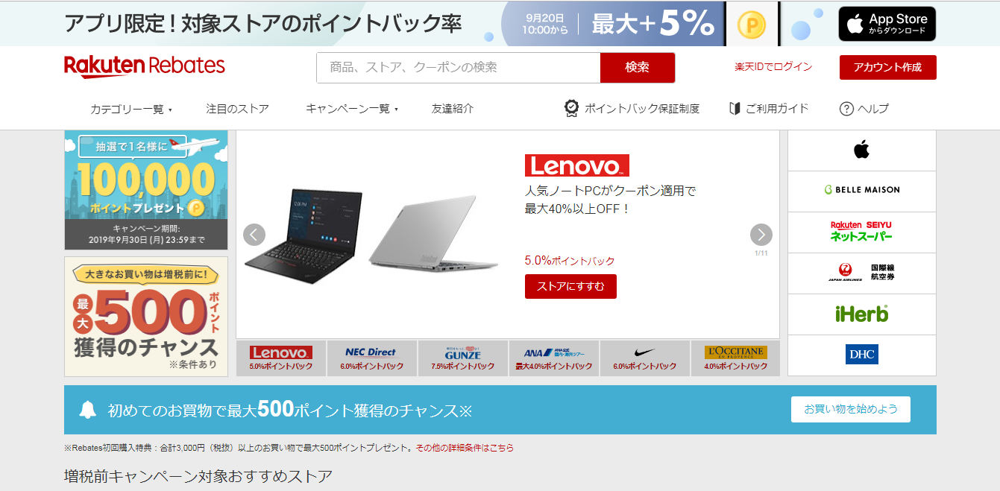 アプリ限定！対象ストアのポイントバック率
9月20日
10:00から
最大+5%
P
App Store
からダウンロード
Rakuten Rebates
商品、ストア、クーポンの検索
検索
楽天IDでログイン
アカウント作成
カテゴリー一覧
注目のストア
キャンペーン一覧
友達紹介
ポイントバック保証制度
ご利用ガイド
? ヘルプ
抽選で1名様に
100,000
ポイントプレゼント P
キャンペーン期間:
2019年9月30日(月) 23:59まで
大きなお買い物は増税前に!
最大500ポイント
獲得のチャンス
※条件あり
Lenovo
人気ノートPCがクーポン適用で
最大40%以上OFF！
5.0%ポイントバック
ストアにすすむ
1/11
Lenovo
5.0%ポイントバック
NEC Direct
6.0%ポイントバック
GUNZE
7.5%ポイントバック
ANA ANA公式
国内・海外ツアー
最大4.0%ポイントバック
6.0%ポイントバック
L'OCCITANE
EN PROVENCE
4.0%ポイントバック
BELLE MAISON
Rakuten SEIYU
ネットスーパー
JAPAN AIRLINES
国際線
航空券
iHerb
DHC
初めてのお買物で最大500ポイント獲得のチャンス※
お買い物を始めよう
※Rebates初回購入特典：合計3,000円（税抜）以上のお買い物で最大500ポイントプレゼント。その他の詳細条件はこちら
増税前キャンペーン対象おすすめストア